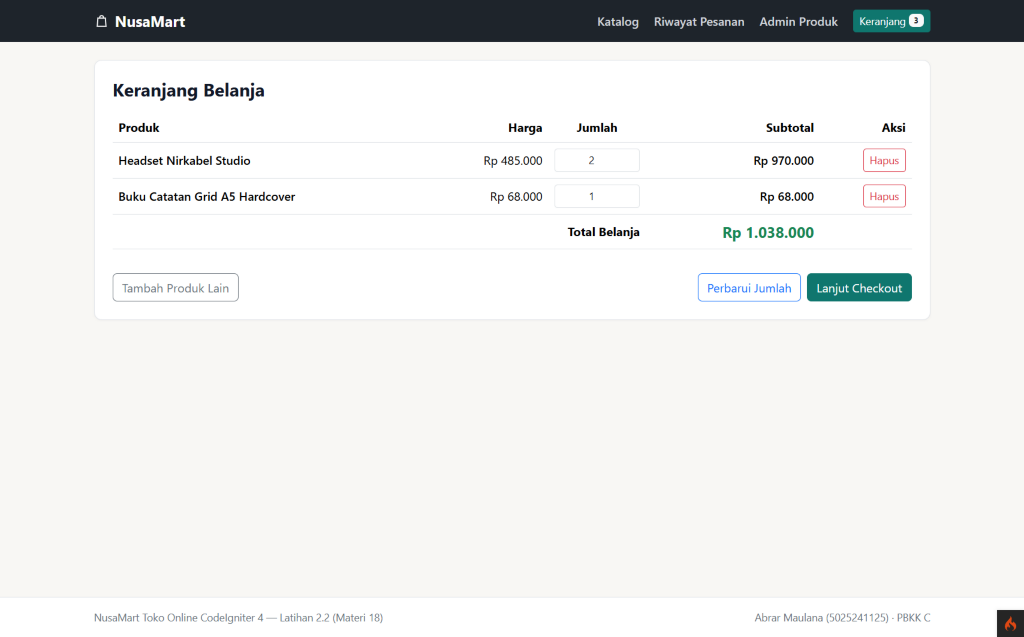 NusaMart Katalog Riwayat Pesanan Admin Produk Keranjang 3
Keranjang Belanja
Produk Harga Jumlah Subtotal Aksi
Headset Nirkabel Studio Rp 485.000 2 Rp 970.000 Hapus
Buku Catatan Grid A5 Hardcover Rp 68.000 1 Rp 68.000 Hapus
Total Belanja Rp 1.038.000
Tambah Produk Lain Perbarui Jumlah Lanjut Checkout
NusaMart Toko Online CodeIgniter 4 — Latihan 2.2 (Materi 18) Abrar Maulana (5025241125) - PBKK C